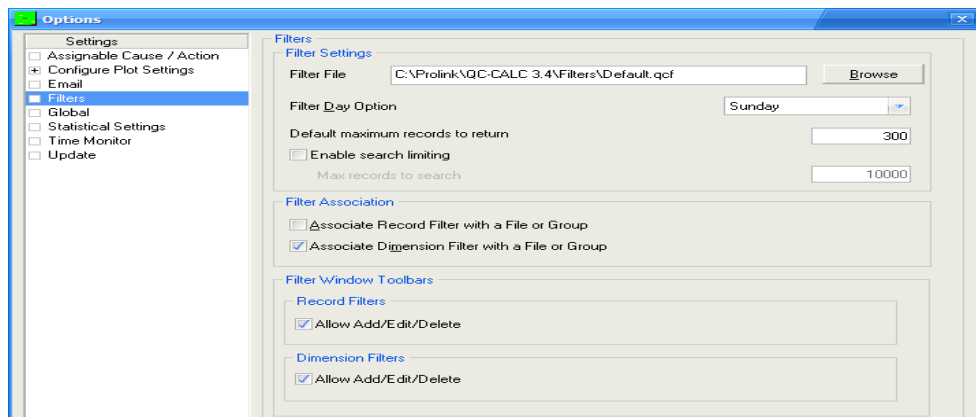 Options
Settings
Assignable Cause / Action
Configure Plot Settings
Email
Filters
Global
Statistical Settings
Time Monitor
Update
Filters
Filter Settings
Filter File C:\Prolink\QC-CALC 3.4\Filters\Default.qcf Browse
Filter Day Option Sunday
Default maximum records to return 300
Enable search limiting
Max records to search 10000
Filter Association
Associate Record Filter with a File or Group
Associate Dimension Filter with a File or Group
Filter Window Toolbars
Record Filters
Allow Add/Edit/Delete
Dimension Filters
Allow Add/Edit/Delete